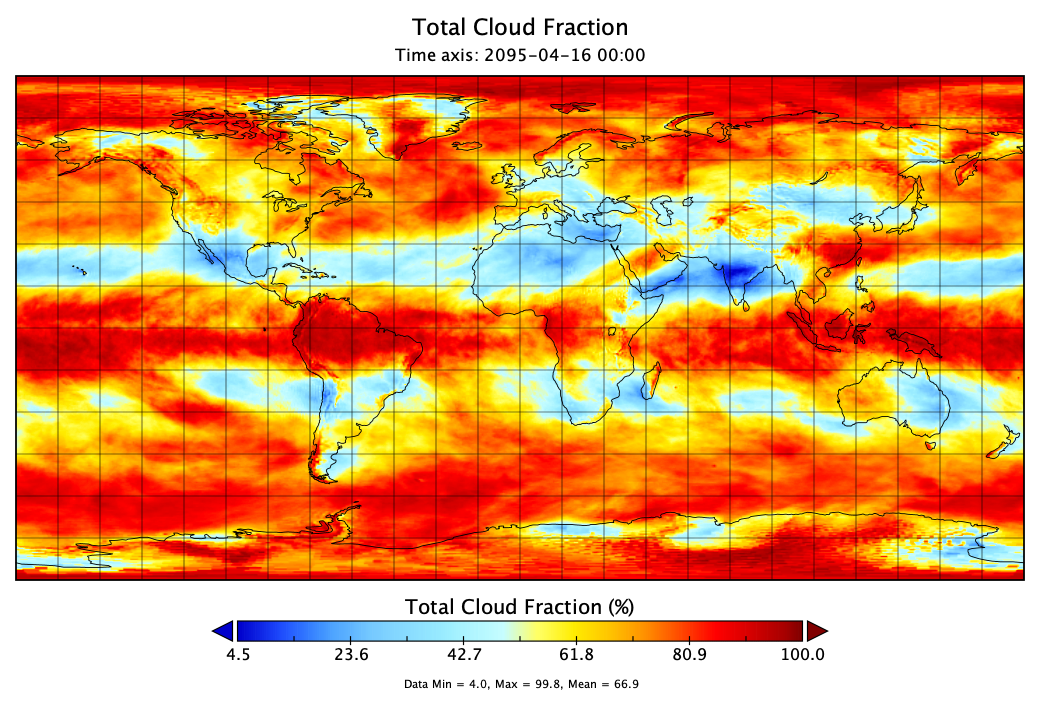 Total Cloud Fraction
Time axis: 2095-04-16 00:00
Total Cloud Fraction (%)
4.5 23.6 42.7 61.8 80.9 100.0
Data Min = 4.0, Max = 99.8, Mean = 66.9